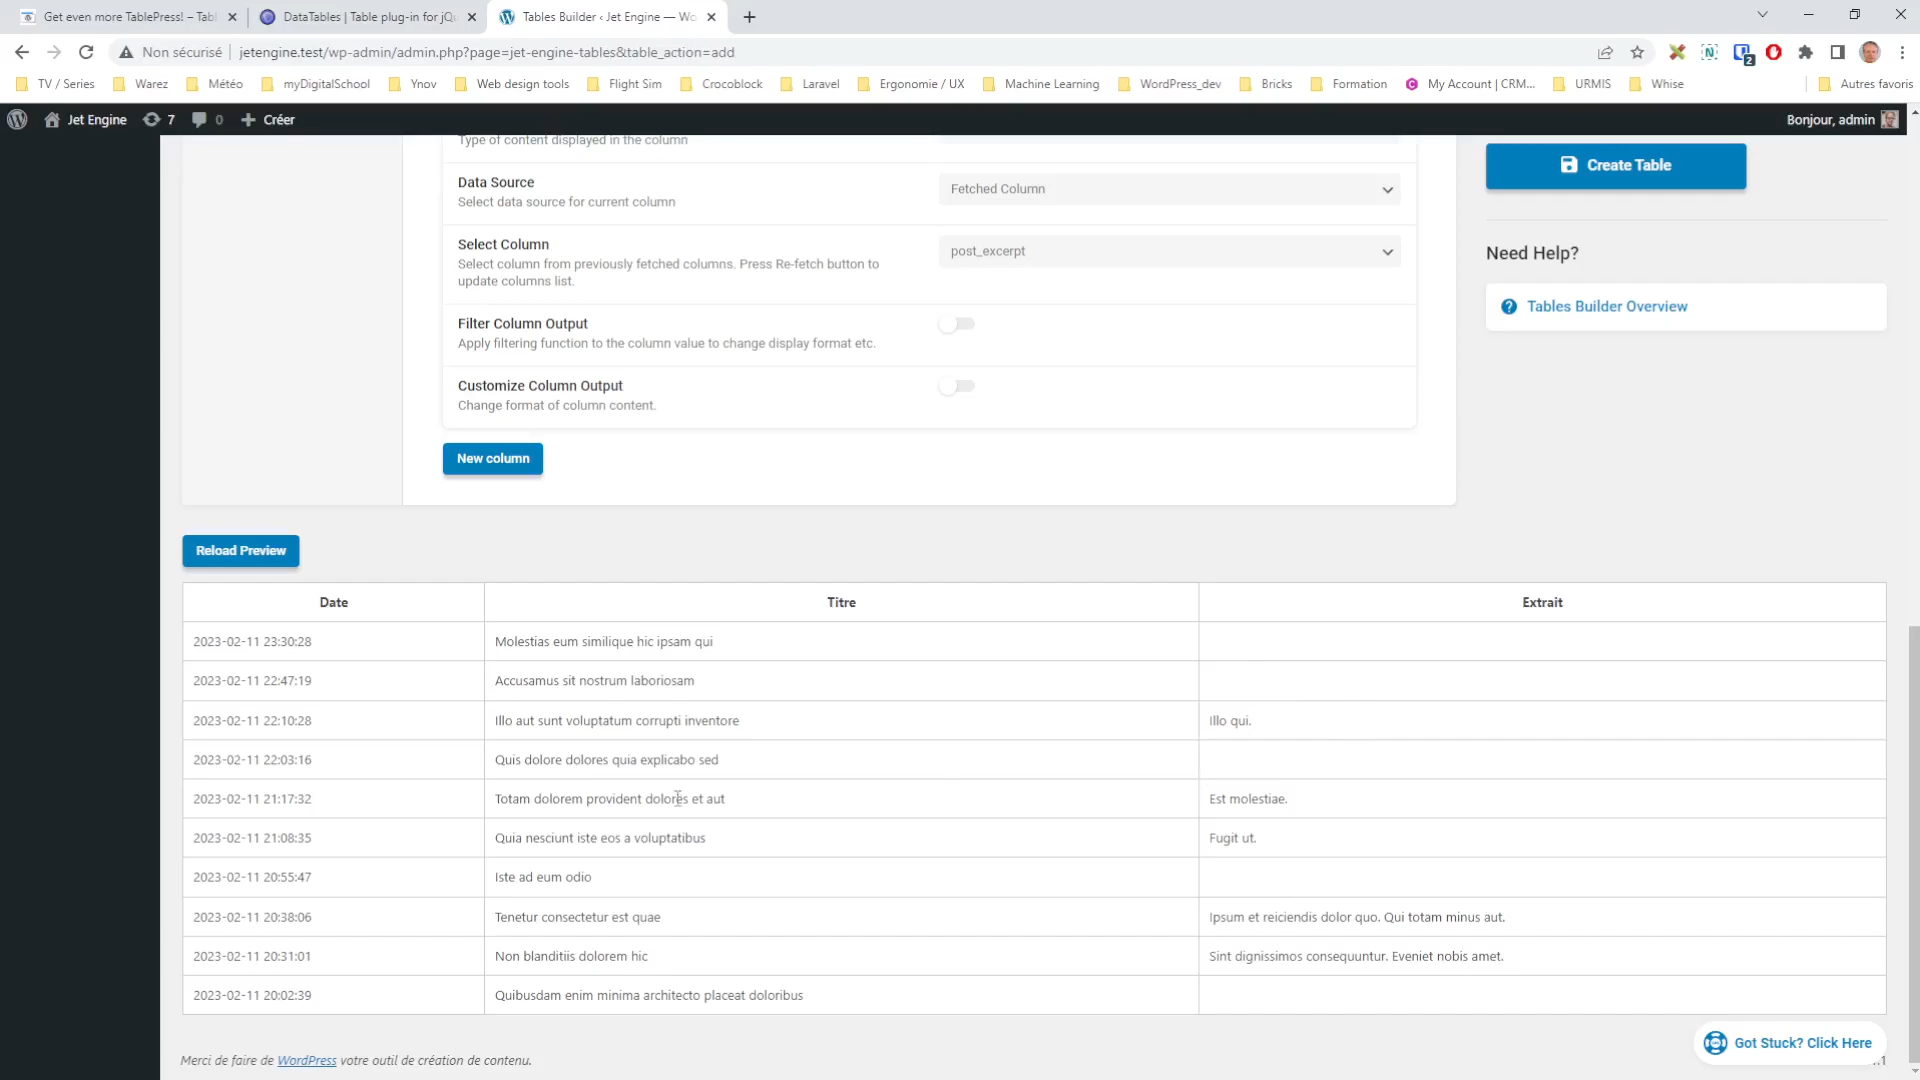 Get even more TablePress! – Tab
DataTables | Table plug-in for jQu
Tables Builder ‹ Jet Engine — Wo
Non sécurisé | jetengine.test/wp-admin/admin.php?page=jet-engine-tables&table_action=add
2
TV / Series Warez Météo myDigitalSchool Ynov Web design tools Flight Sim Crocoblock Laravel Ergonomie / UX Machine Learning WordPress_dev Bricks Formation My Account | CRM... URMIS Whise Autres favoris
Jet Engine 7 0 Créer Bonjour, admin
Type of content displayed in the column
Create Table
Data Source
Select data source for current column
Fetched Column
Select Column
Select column from previously fetched columns. Press Re-fetch button to
update columns list.
post_excerpt
Need Help?
Tables Builder Overview
Filter Column Output
Apply filtering function to the column value to change display format etc.
Customize Column Output
Change format of column content.
New column
Reload Preview
Date Titre Extrait
2023-02-11 23:30:28 Molestias eum similique hic ipsam qui
2023-02-11 22:47:19 Accusamus sit nostrum laboriosam
2023-02-11 22:10:28 Illo aut sunt voluptatum corrupti inventore Illo qui.
2023-02-11 22:03:16 Quis dolore dolores quia explicabo sed
2023-02-11 21:17:32 Totam dolorem provident dolores et aut Est molestiae.
2023-02-11 21:08:35 Quia nesciunt iste eos a voluptatibus Fugit ut.
2023-02-11 20:55:47 Iste ad eum odio
2023-02-11 20:38:06 Tenetur consectetur est quae Ipsum et reiciendis dolor quo. Qui totam minus aut.
2023-02-11 20:31:01 Non blanditiis dolorem hic Sint dignissimos consequuntur. Eveniet nobis amet.
2023-02-11 20:02:39 Quibusdam enim minima architecto placeat doloribus
Got Stuck? Click Here
Merci de faire de WordPress votre outil de création de contenu.